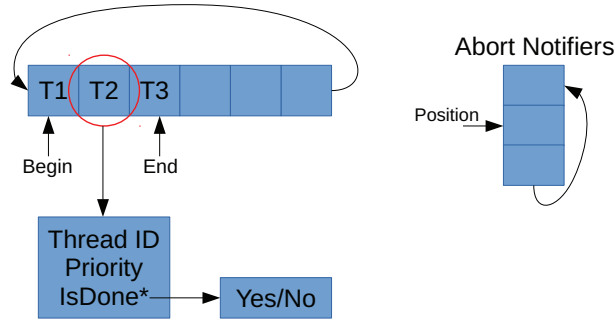 Abort Notifiers
T1 T2 T3
Position
Begin End
Thread ID
Priority
IsDone*
Yes/No